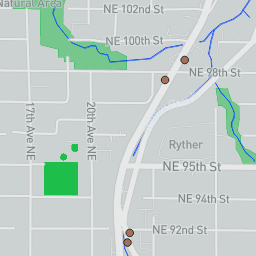 Natural Area
NE 102nd St
NE 100th St
NE 98th St
17th Ave NE
20th Ave NE
Ryther
NE 95th St
NE 94th St
NE 92nd St